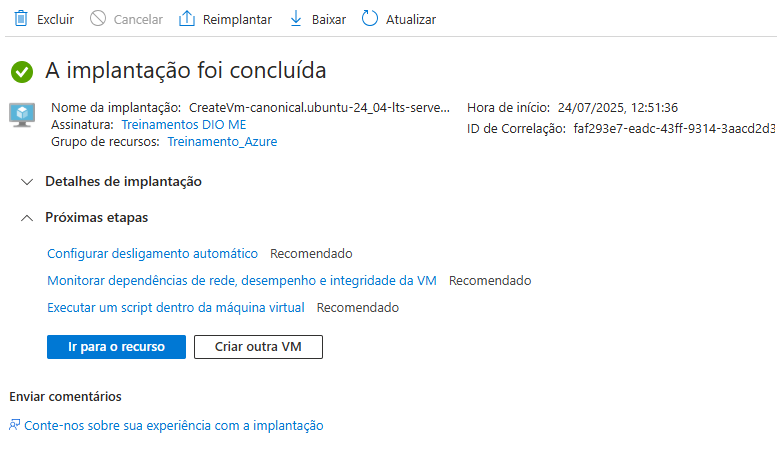 Excluir Cancelar Reimplantar Baixar Atualizar
A implantação foi concluída
Nome da implantação: CreateVm-canonical.ubuntu-24_04-lts-serve... Hora de início: 24/07/2025, 12:51:36
Assinatura: Treinamentos DIO ME ID de Correlação: faf293e7-eadc-43ff-9314-3aacd2d3
Grupo de recursos: Treinamento_Azure
Detalhes de implantação
Próximas etapas
Configurar desligamento automático Recomendado
Monitorar dependências de rede, desempenho e integridade da VM Recomendado
Executar um script dentro da máquina virtual Recomendado
Ir para o recurso Criar outra VM
Enviar comentários
Conte-nos sobre sua experiência com a implantação